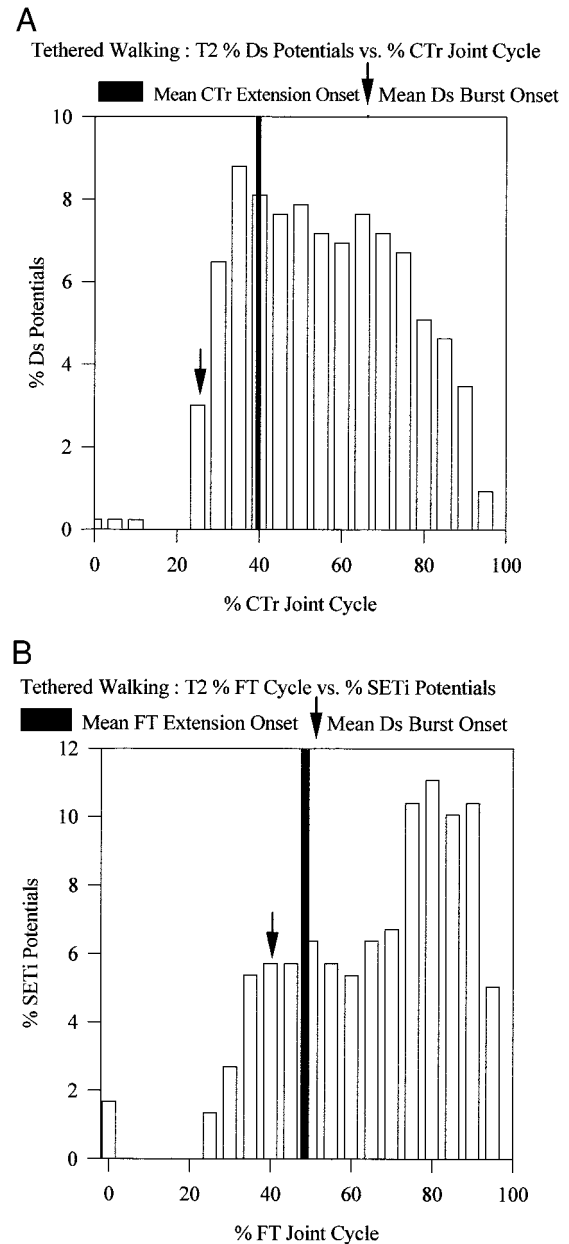 A
Tethered Walking : T2 % Ds Potentials vs. % CTr Joint Cycle
Mean CTr Extension Onset Mean Ds Burst Onset
10
8
6
4
2
0
% Ds Potentials
0 20 40 60 80 100
% CTr Joint Cycle
B
Tethered Walking : T2 % FT Cycle vs. % SETi Potentials
Mean FT Extension Onset Mean Ds Burst Onset
12
10
8
6
4
2
0
% SETi Potentials
0 20 40 60 80 100
% FT Joint Cycle